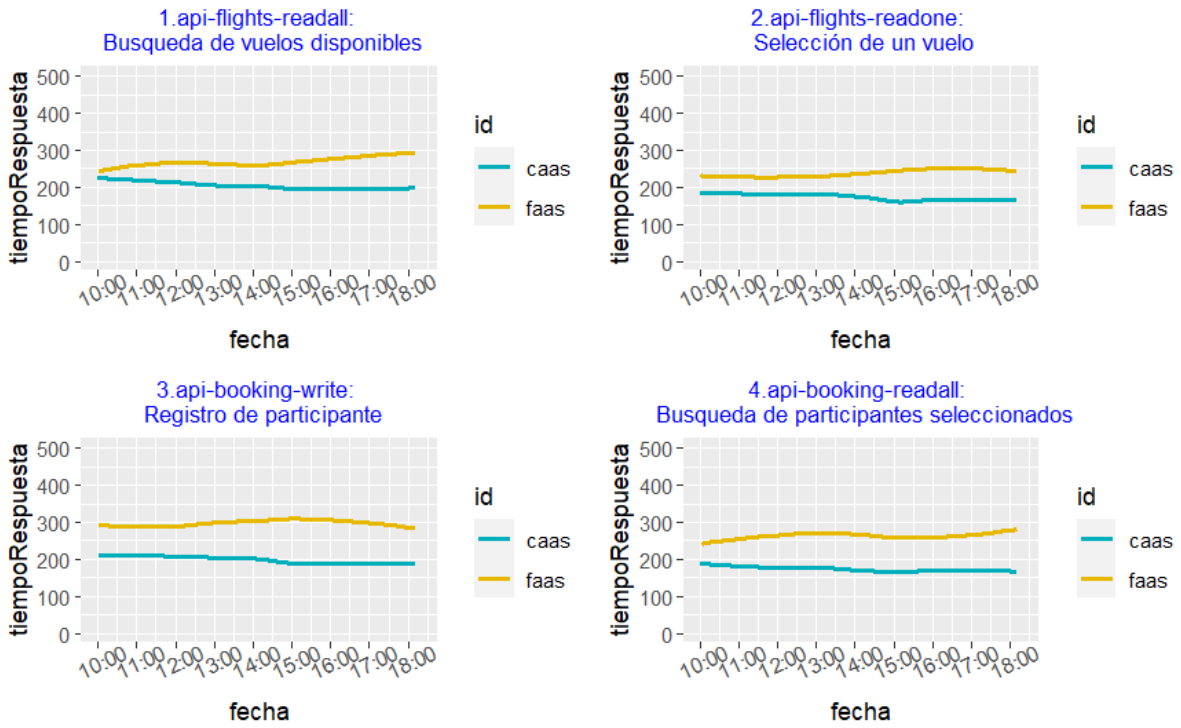 1.api-flights-readall:
Busqueda de vuelos disponibles
tiempoRespuesta
500
400
300
200
100
0
10:00
11:00
12:00
13:00
14:00
15:00
16:00
17:00
18:00
fecha
id
caas
faas
2.api-flights-readone:
Selección de un vuelo
tiempoRespuesta
500
400
300
200
100
0
10:00
11:00
12:00
13:00
14:00
15:00
16:00
17:00
18:00
fecha
id
caas
faas
3.api-booking-write:
Registro de participante
tiempoRespuesta
500
400
300
200
100
0
10:00
11:00
12:00
13:00
14:00
15:00
16:00
17:00
18:00
fecha
id
caas
faas
4.api-booking-readall:
Busqueda de participantes seleccionados
tiempoRespuesta
500
400
300
200
100
0
10:00
11:00
12:00
13:00
14:00
15:00
16:00
17:00
18:00
fecha
id
caas
faas